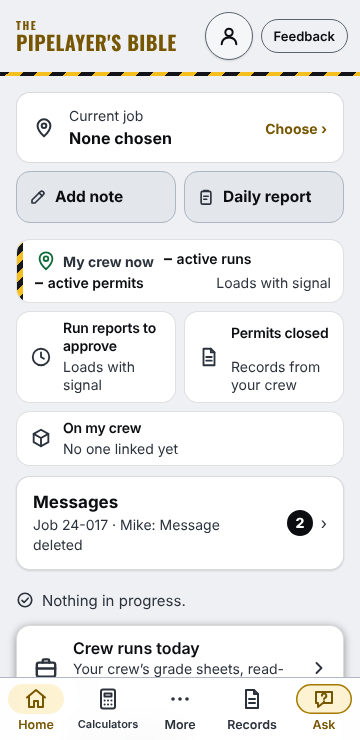 THE
PIPELAYER'S BIBLE
Feedback
Current job
None chosen
Choose ›
Add note
Daily report
My crew now – active runs
– active permits Loads with signal
Run reports to
approve
Loads with
signal
Permits closed
Records from
your crew
On my crew
No one linked yet
Messages
Job 24-017 · Mike: Message
deleted
2 ›
Nothing in progress.
Crew runs today
Your crew’s grade sheets, read-
Home
Calculators
More
Records
Ask